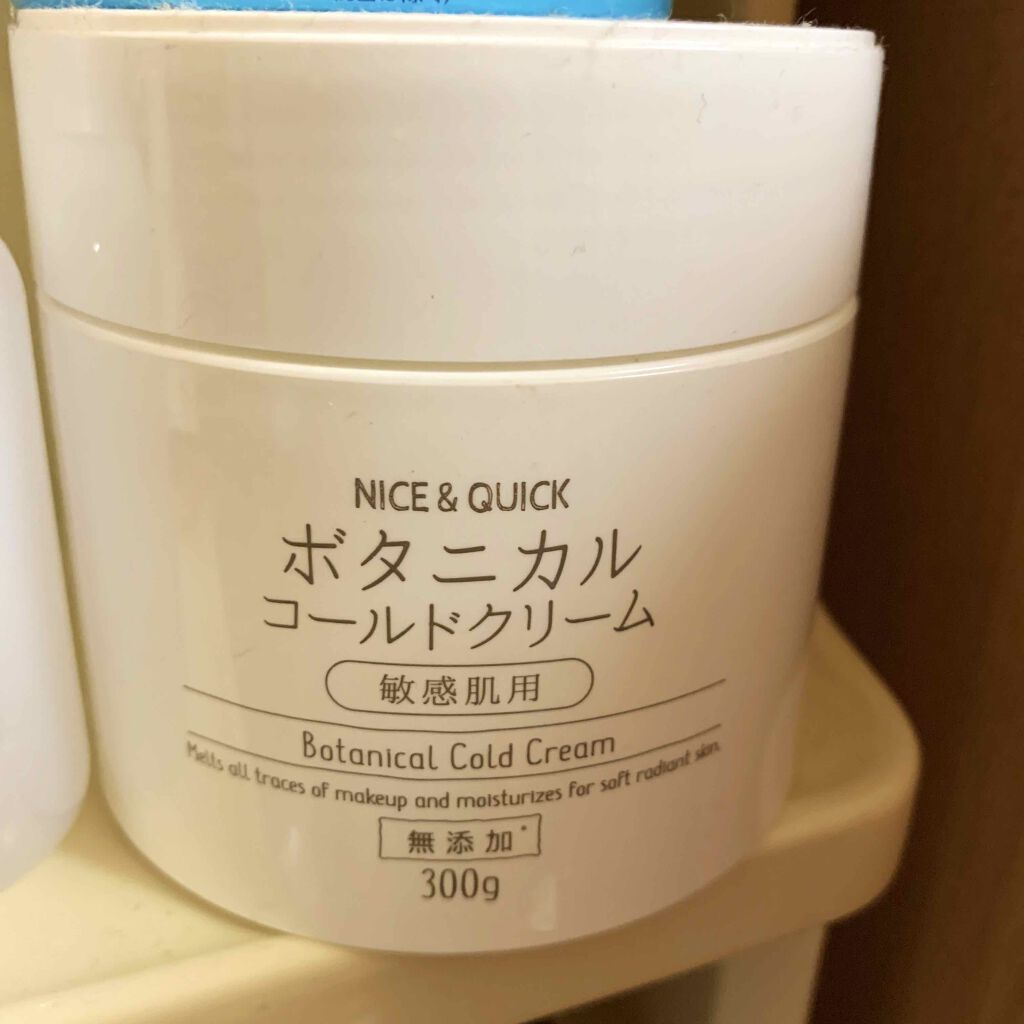 NICE & QUICK
ボタニカル
コールドクリーム
敏感肌用
Botanical Cold Cream
Melts all traces of makeup and moisturizes for soft radiant skin.
無添加*
300g